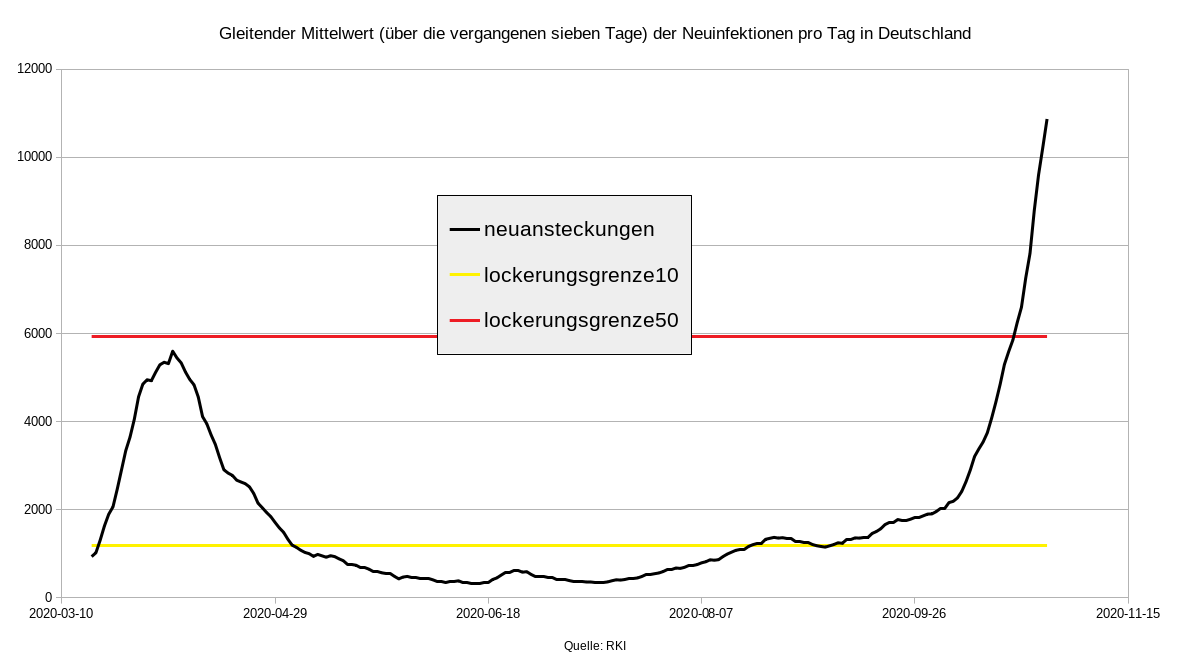 Gleitender Mittelwert (über die vergangenen sieben Tage) der Neuinfektionen pro Tag in Deutschland
12000
10000
8000
6000
4000
2000
0
neuansteckungen
lockerungsgrenze10
lockerungsgrenze50
2020-03-10
2020-04-29
2020-06-18
2020-08-07
2020-09-26
2020-11-15
Quelle: RKI